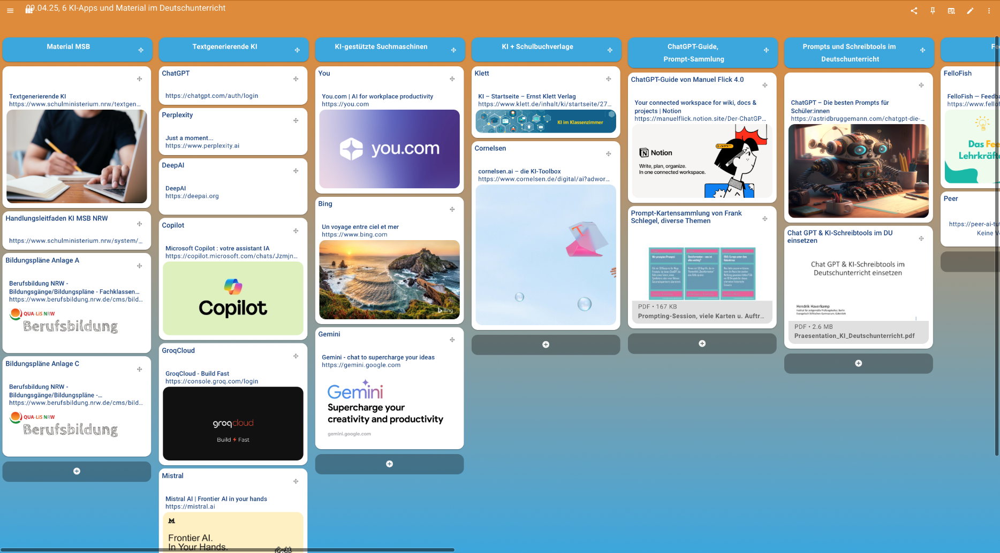 09.04.25, 6 KI-Apps und Material im Deutschunterricht
Material MSB
Textgenerierende KI
https://www.schulministerium.nrw/textgen...
Handlungsleitfaden KI MSB NRW
https://www.schulministerium.nrw/system/...
Bildungspläne Anlage A
Berufsbildung NRW -
Bildungsgänge/Bildungspläne - Fachklassen...
https://www.berufsbildung.nrw.de/cms/bild...
QUA-LiS NRW
Berufsbildung
Bildungspläne Anlage C
Berufsbildung NRW -
Bildungsgänge/Bildungspläne -...
https://www.berufsbildung.nrw.de/cms/bild...
QUA-LiS NRW
Berufsbildung
Textgenerierende KI
ChatGPT
https://chatgpt.com/auth/login
Perplexity
Just a moment...
https://www.perplexity.ai
DeepAI
DeepAI
https://deepai.org
Copilot
Microsoft Copilot : votre assistant IA
https://copilot.microsoft.com/chats/Jzmjn...
Copilot
GroqCloud
GroqCloud - Build Fast
https://console.groq.com/login
groqcloud
Build Fast
Mistral
Mistral AI | Frontier AI in your hands
https://mistral.ai
Frontier AI.
In Your Hands.
KI-gestützte Suchmaschinen
You
You.com | AI for workplace productivity
https://you.com
you.com
Bing
Un voyage entre ciel et mer
https://www.bing.com
Bing
Gemini
Gemini - chat to supercharge your ideas
https://gemini.google.com
Gemini
Supercharge your
creativity and productivity
gemini.google.com
KI + Schulbuchverlage
Klett
KI – Startseite – Ernst Klett Verlag
https://www.klett.de/inhalt/ki/startseite/27...
KI im Klassenzimmer
Cornelsen
cornelsen.ai – die KI-Toolbox
https://www.cornelsen.de/digital/ai?adwor...
ChatGPT-Guide,
Prompt-Sammlung
ChatGPT-Guide von Manuel Flick 4.0
Your connected workspace for wiki, docs &
projects | Notion
https://manuelflick.notion.site/Der-ChatGP...
Notion
Write, plan, organize.
In one connected workspace.
Prompt-Kartensammlung von Frank
Schlegel, diverse Themen
PDF • 167 KB
Prompting-Session, viele Karten u. Auftr...
Prompts und Schreibtools im
Deutschunterricht
ChatGPT – Die besten Prompts für
Schüler:innen
https://astridbruggemann.com/chatgpt-die-...
Chat GPT & KI-Schreibtools im DU
einsetzen
Chat GPT & KI-Schreibtools im
Deutschunterricht einsetzen
Hendrik Haverkamp
Institut für zeitgemäße Prüfungskultur, Berlin
Evangelisch Stiftisches Gymnasium, Gütersloh
PDF • 2.6 MB
Praesentation_KI_Deutschunterricht.pdf
Fe
FelloFish
FelloFish — Feedba
https://www.fellof
Das Fee
Lehrkräfte
Peer
https://peer-ai-tut
Keine V